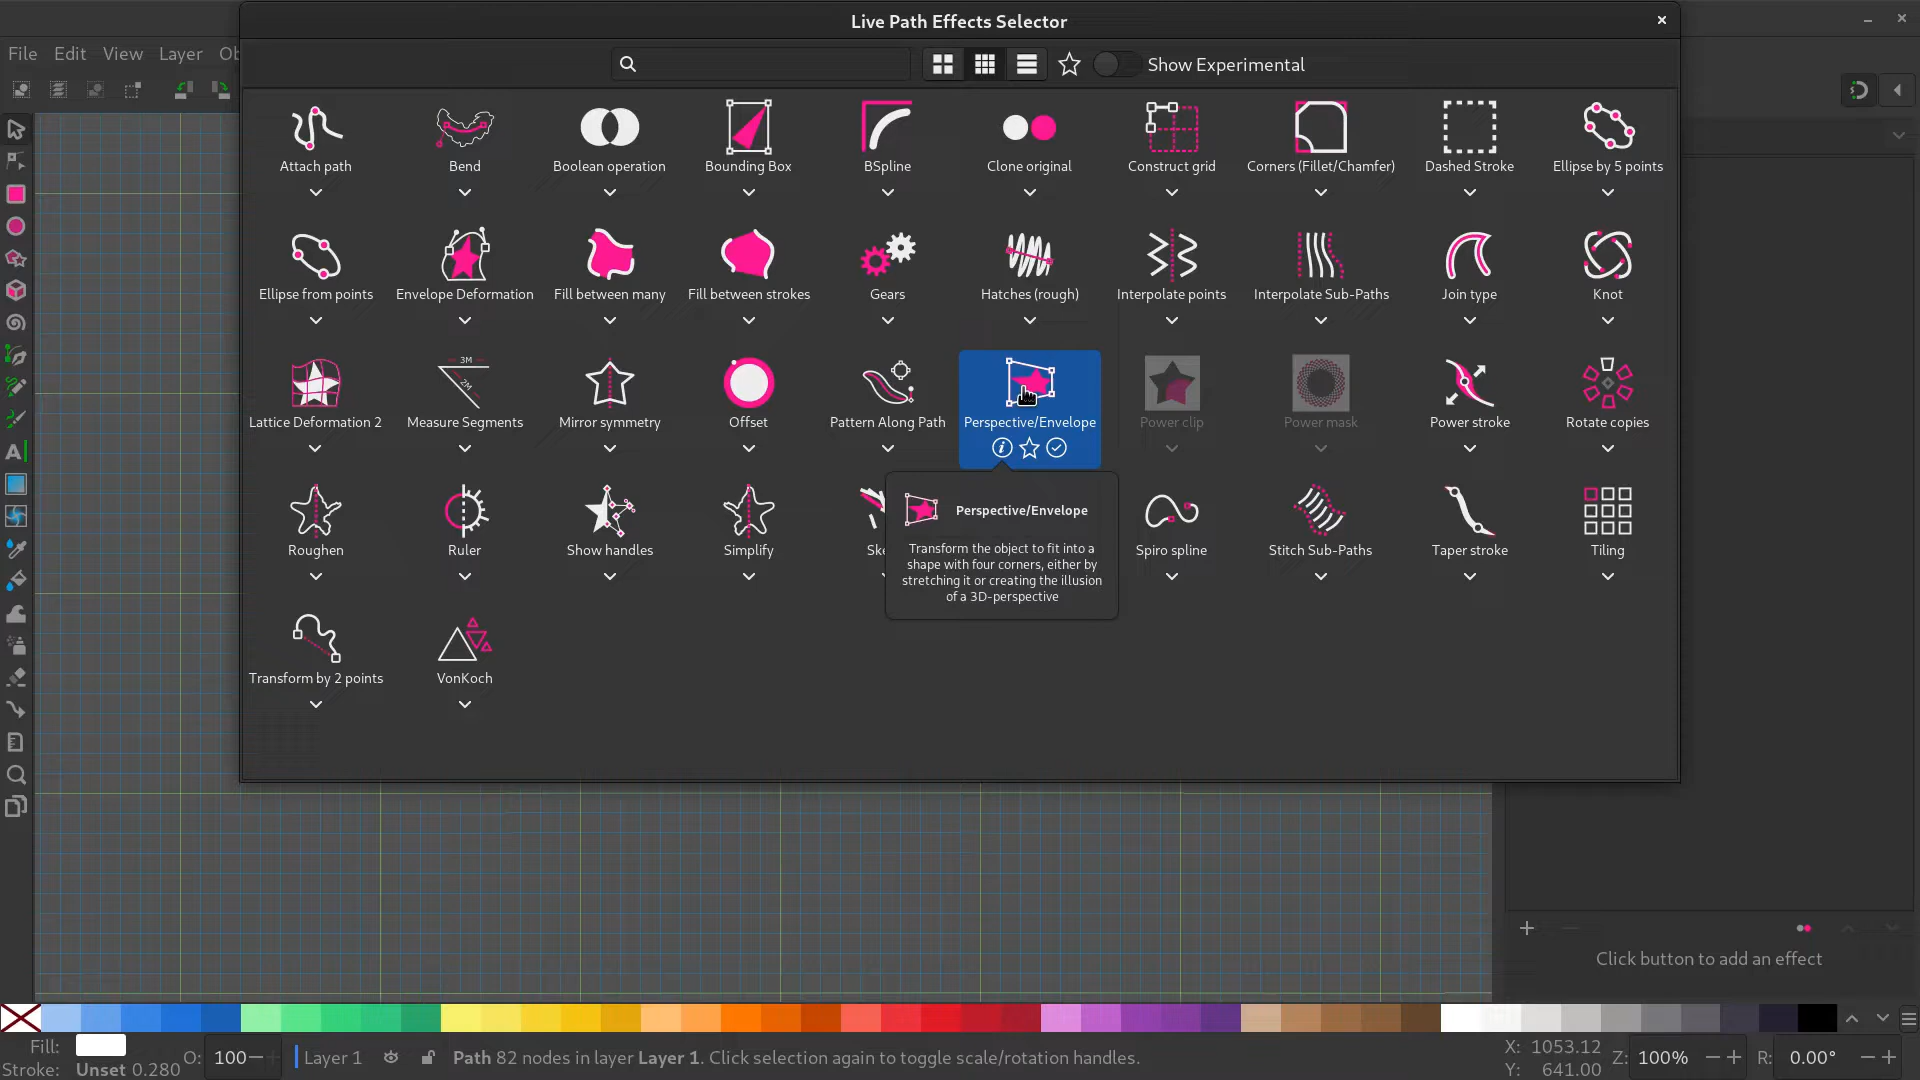 Live Path Effects Selector
File Edit View Layer Ob
Show Experimental
Attach path Bend Boolean operation Bounding Box BSpline Clone original Construct grid Corners (Fillet/Chamfer) Dashed Stroke Ellipse by 5 points
Ellipse from points Envelope Deformation Fill between many Fill between strokes Gears Hatches (rough) Interpolate points Interpolate Sub-Paths Join type Knot
3M
2M
Lattice Deformation 2 Measure Segments Mirror symmetry Offset Pattern Along Path Perspective/Envelope Power clip Power mask Power stroke Rotate copies
Roughen Ruler Show handles Simplify Ske Spiro spline Stitch Sub-Paths Taper stroke Tiling
Perspective/Envelope
Transform the object to fit into a
shape with four corners, either by
stretching it or creating the illusion
of a 3D-perspective
Transform by 2 points VonKoch
Click button to add an effect
Fill: O: 100 Layer 1 Path 82 nodes in layer Layer 1. Click selection again to toggle scale/rotation handles. X: 1053.12 Z: 100% R: 0.00°
Stroke: Unset 0.280 Y: 641.00